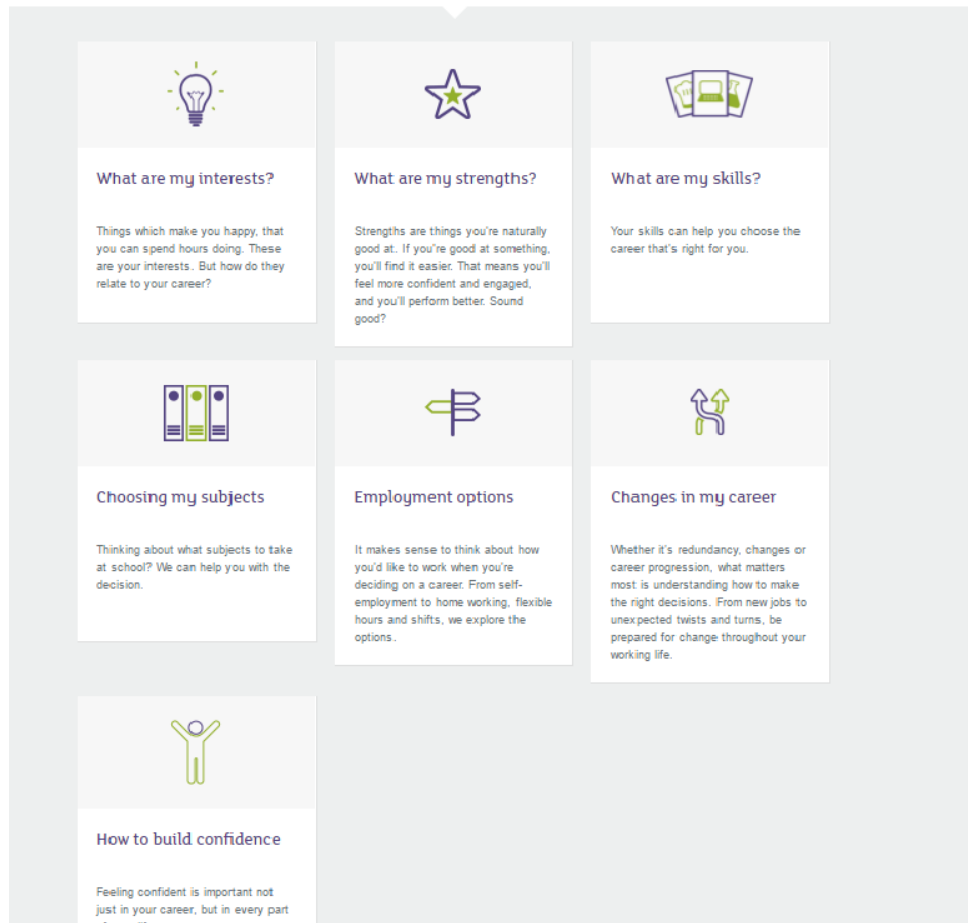 What are my interests?
Things which make you happy, that
you can spend hours doing. These
are your interests. But how do they
relate to your career?
What are my strengths?
Strengths are things you're naturally
good at. If you're good at something,
you'll find it easier. That means you'll
feel more confident and engaged,
and you'll perform better. Sound
good?
What are my skills?
Your skills can help you choose the
career that's right for you.
Choosing my subjects
Thinking about what subjects to take
at school? We can help you with the
decision.
Employment options
It makes sense to think about how
you'd like to work when you're
deciding on a career. From self-
employment to home working, flexible
hours and shifts, we explore the
options.
Changes in my career
Whether it's redundancy, changes or
career progression, what matters
most is understanding how to make
the right decisions. From new jobs to
unexpected twists and turns, be
prepared for change throughout your
working life.
How to build confidence
Feeling confident is important not
just in your career, but in every part